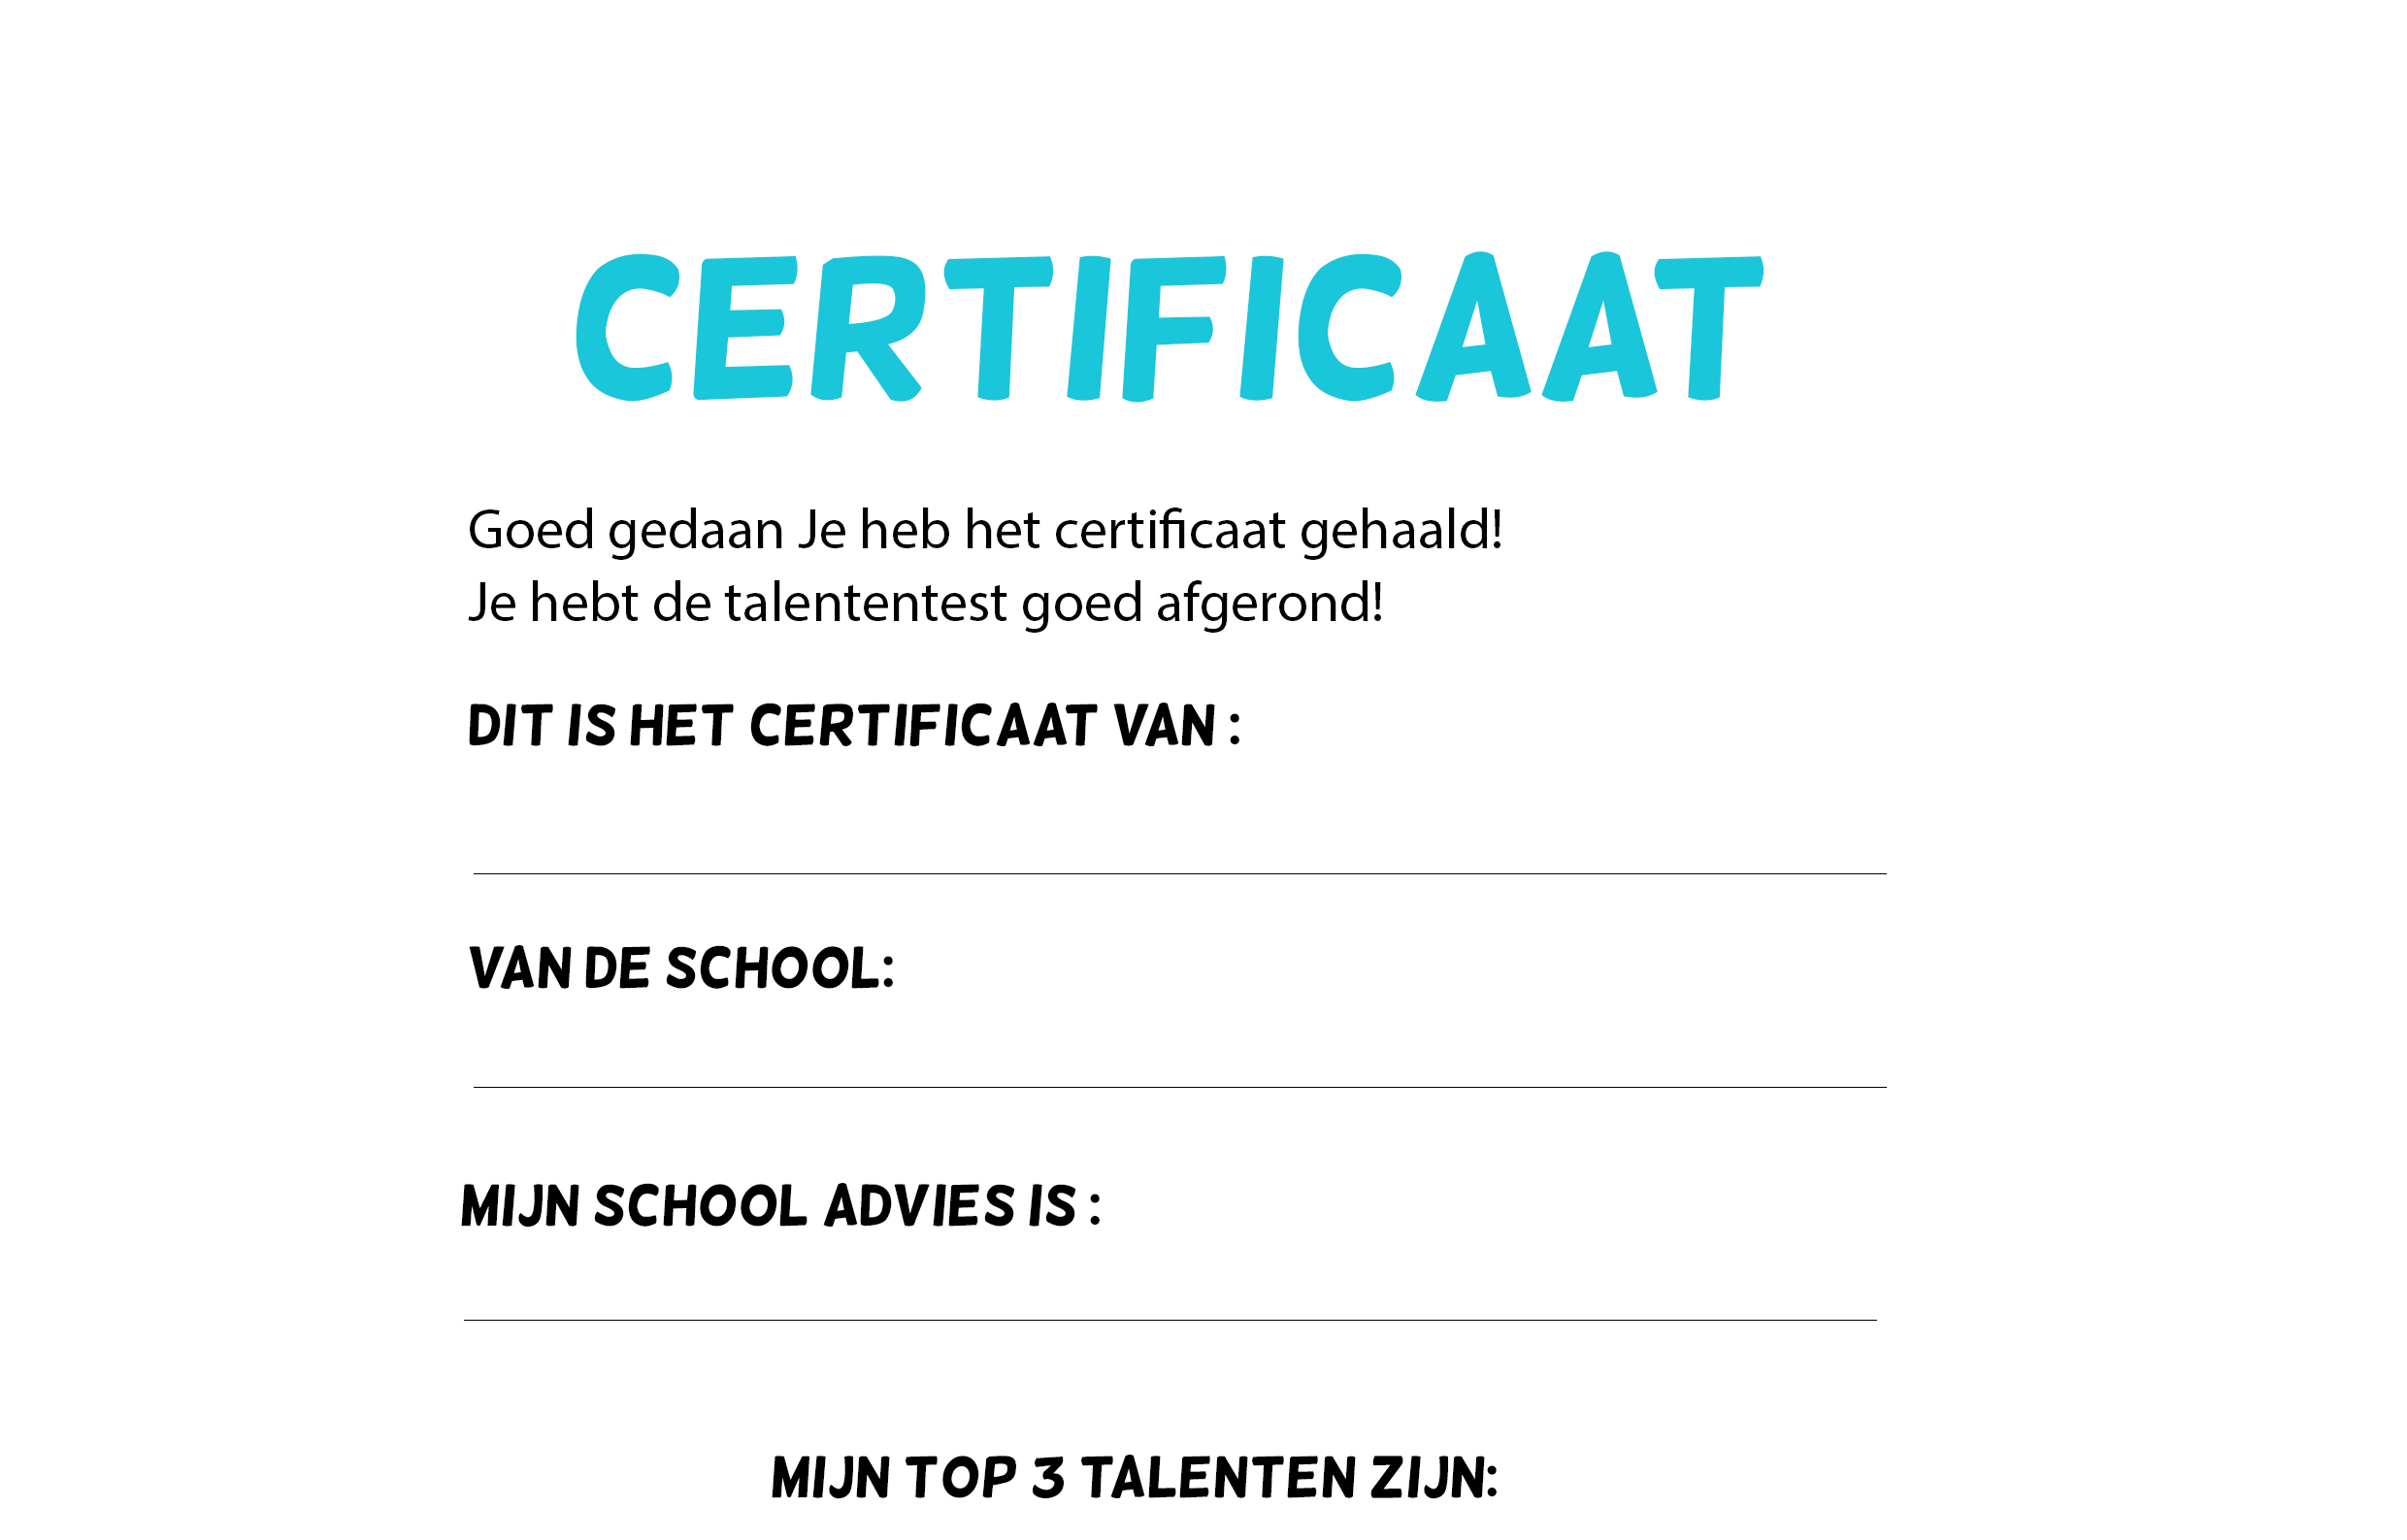 CERTIFICAAT
Goed gedaan Je heb het certificaat gehaald!
Je hebt de talententest goed afgerond!
DIT IS HET CERTIFICAAT VAN :
VAN DE SCHOOL:
MIJN SCHOOL ADVIES IS :
MIJN TOP 3 TALENTEN ZIJN: